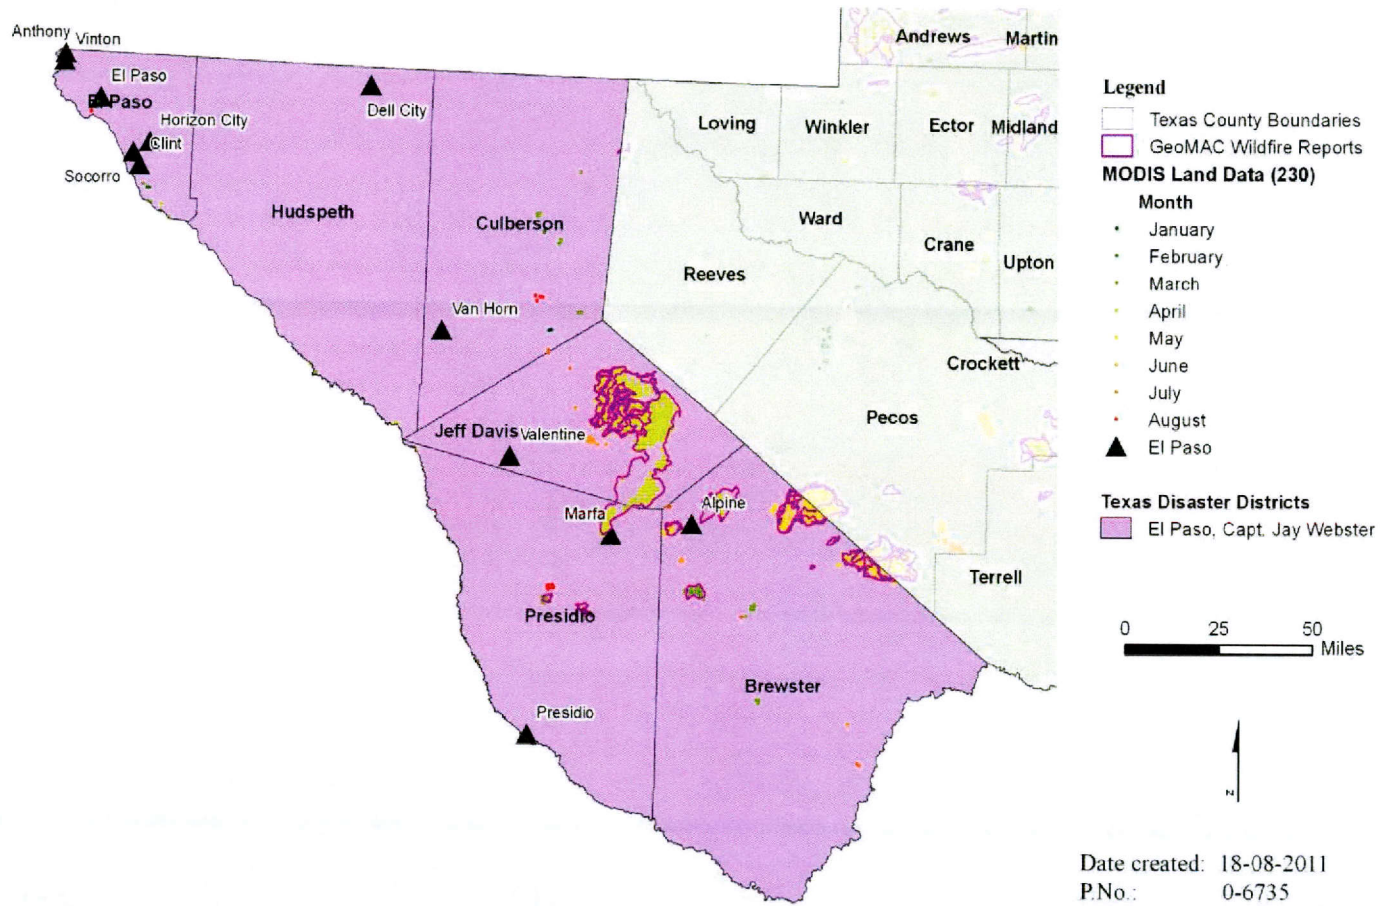 Anthony
Vinton
El Paso
El Paso
Horizon City
Clint
Socorro
Dell City
Hudspeth
Culberson
Van Horn
Jeff Davis
Valentine
Marfa
Alpine
Presidio
Presidio
Brewster
Andrews
Martin
Loving
Winkler
Ector
Midland
Ward
Crane
Upton
Reeves
Crockett
Pecos
Terrell
Legend
Texas County Boundaries
GeoMAC Wildfire Reports
MODIS Land Data (230)
Month
January
February
March
April
May
June
July
August
El Paso
Texas Disaster Districts
El Paso, Capt. Jay Webster
0 25 50
Miles
N
Date created: 18-08-2011
P.No.: 0-6735